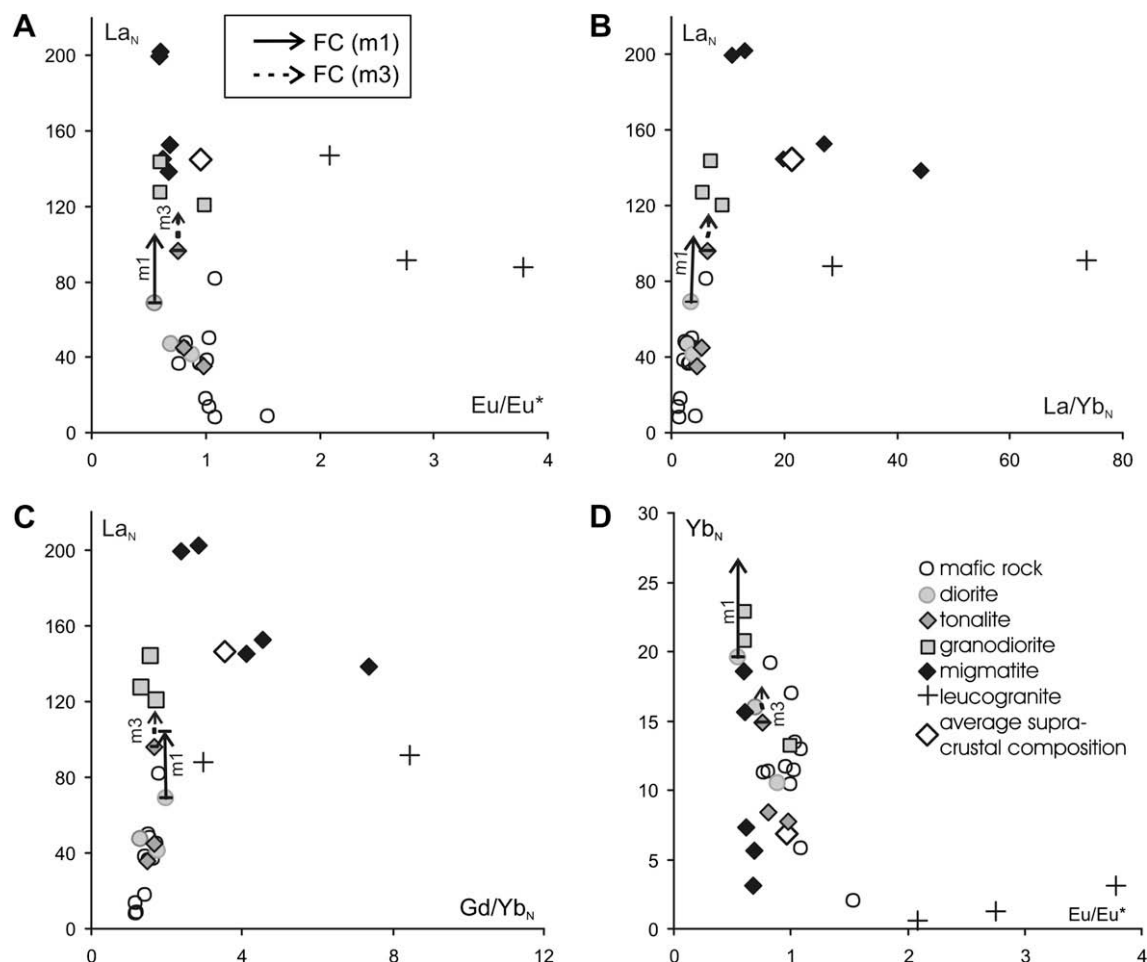 A
La_N
FC (m1)
FC (m3)
200
160
120
80
40
0
m3
m1
Eu/Eu*
0
1
2
3
4
B
La_N
200
160
120
80
40
0
m3
m1
La/Yb_N
0
20
40
60
80
C
La_N
200
160
120
80
40
0
m3
m1
Gd/Yb_N
0
4
8
12
D
Yb_N
30
25
20
15
10
5
0
m1
m3
mafic rock
diorite
tonalite
granodiorite
migmatite
leucogranite
average supra-
crustal composition
Eu/Eu*
0
1
2
3
4